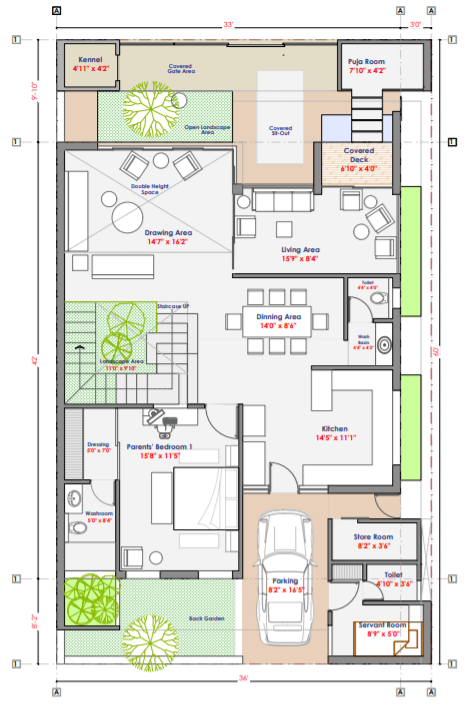 A
A
A
33'
3'0"
1
1
Kennel
4'11" x 4'2"
Covered
Gate Area
Puja Room
7'10" x 4'2"
9'-10"
Open Landscape
Area
Covered
Sit-Out
1
1
Covered
Deck
6'10" x 4'0"
Double Height
Space
Drawing Area
14'7" x 16'2"
Living Area
15'9" x 8'4"
Toilet
Staircase UP
Dinning Area
14'0" x 8'6"
Wash
Basin
42'
60'
Landscape Area
11'0" x 9'10"
Kitchen
14'5" x 11'1"
Dressing
5'0" x 7'0"
Parents' Bedroom 1
15'8" x 11'5"
Washroom
5'0" x 8'4"
Store Room
8'2" x 3'6"
Parking
8'2" x 16'5"
Toilet
4'10" x 3'6"
1
1
8'-2"
Back Garden
Servant Room
8'9" x 5'0"
1
1
36'
A
A
A